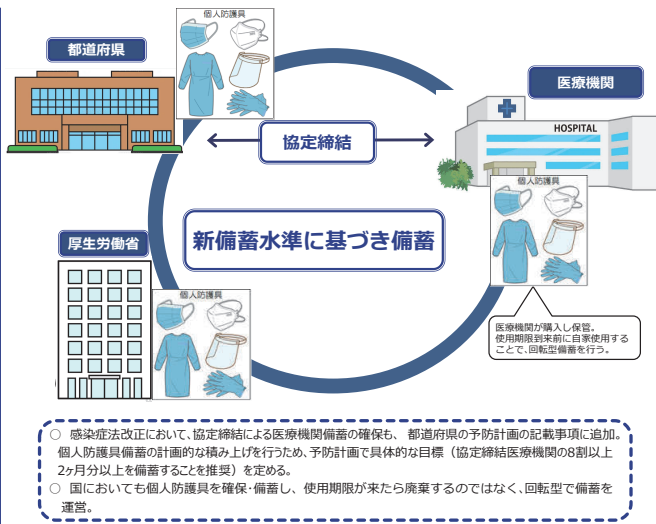 個人防護具
都道府県
医療機関
HOSPITAL
協定締結
個人防護具
厚生労働省
新備蓄水準に基づき備蓄
個人防護具
医療機関が購入し保管。
使用期限到来前に自家使用する
ことで、回転型備蓄を行う。
○ 感染症法改正において、協定締結による医療機関備蓄の確保も、都道府県の予防計画の記載事項に追加。
個人防護具備蓄の計画的な積み上げを行うため、予防計画で具体的な目標（協定締結医療機関の8割以上
2ヶ月分以上を備蓄することを推奨）を定める。
○ 国においても個人防護具を確保・備蓄し、使用期限が来たら廃棄するのではなく、回転型で備蓄を
運営。